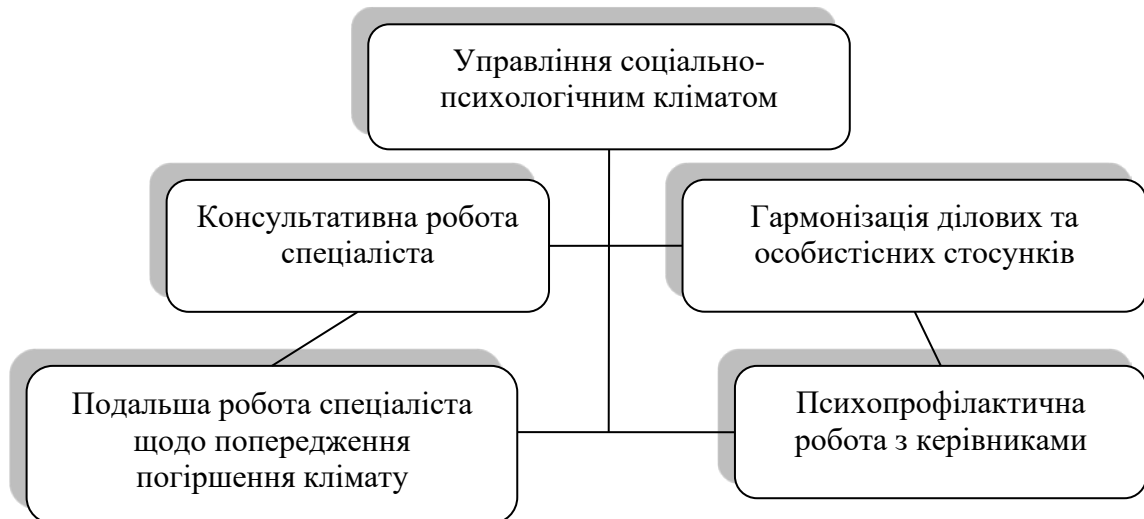 Управління соціально-
психологічним кліматом
Консультативна робота
спеціаліста
Гармонізація ділових та
особистісних стосунків
Подальша робота спеціаліста
щодо попередження
погіршення клімату
Психопрофілактична
робота з керівниками